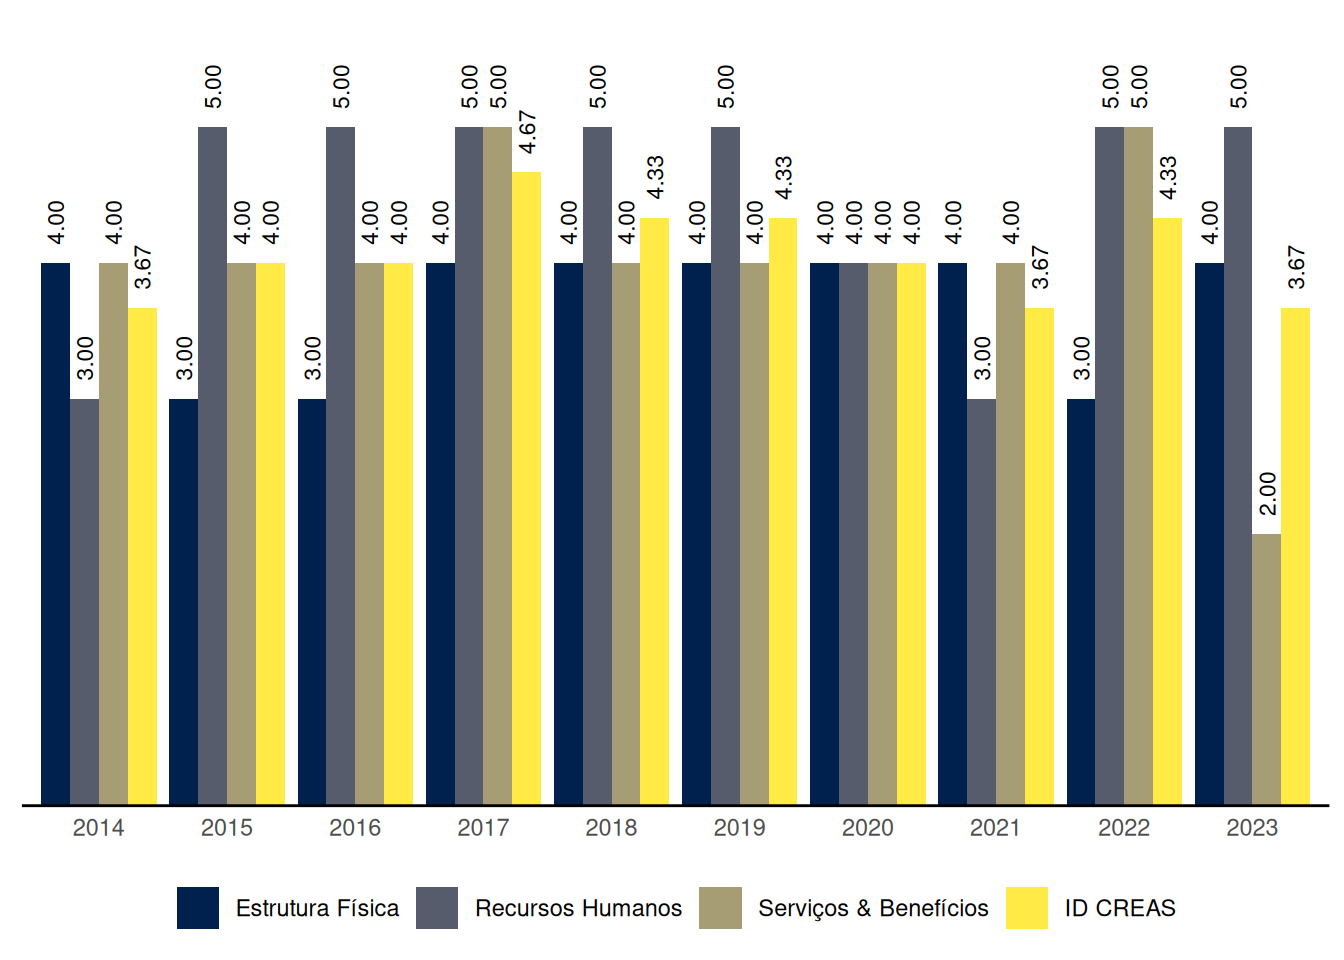 5.00 5.00 5.00 5.00 5.00 5.00 5.00 5.00 5.00
4.67
4.33 4.33 4.33
4.00 4.00 4.00 4.00 4.00 4.00 4.00 4.00 4.00 4.00 4.00 4.00 4.00 4.00 4.00 4.00 4.00 4.00 4.00
3.67 3.67 3.67
3.00 3.00 3.00 3.00 3.00
2.00
2014 2015 2016 2017 2018 2019 2020 2021 2022 2023
Estrutura Física Recursos Humanos Serviços & Benefícios ID CREAS